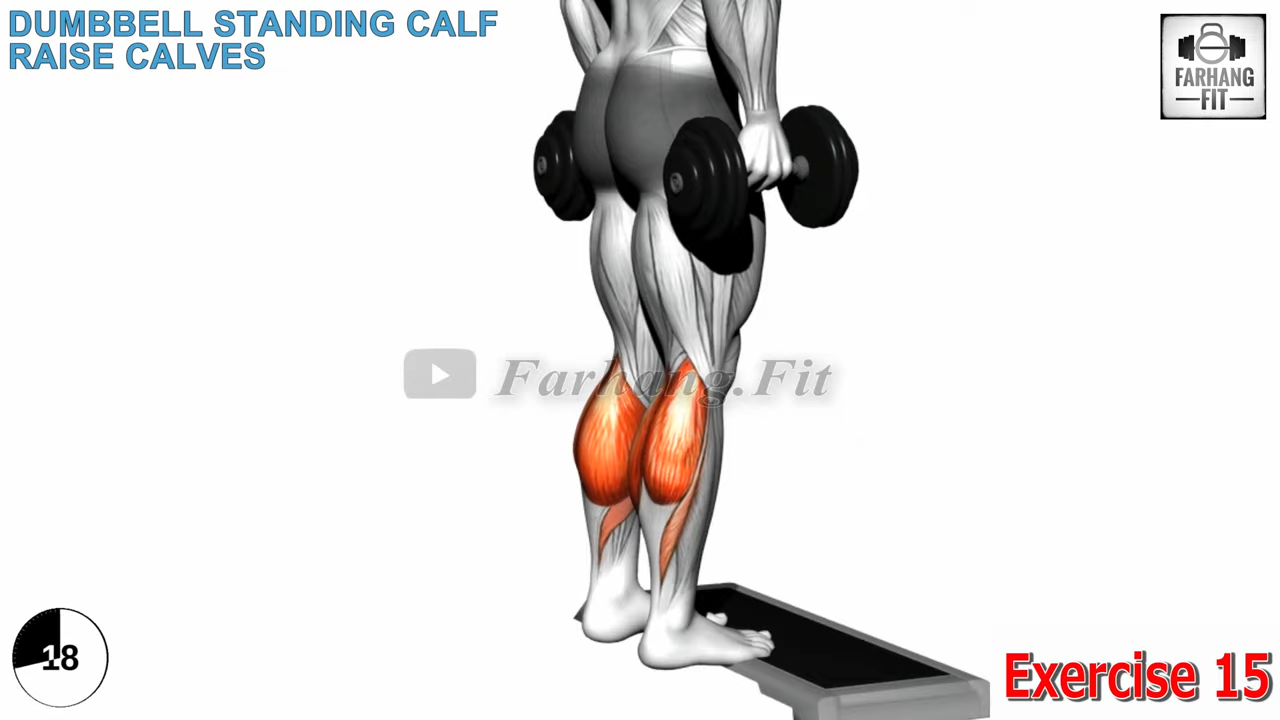 DUMBBELL STANDING CALF
RAISE CALVES
FARHANG
FIT
Farhang.Fit
18
Exercise 15